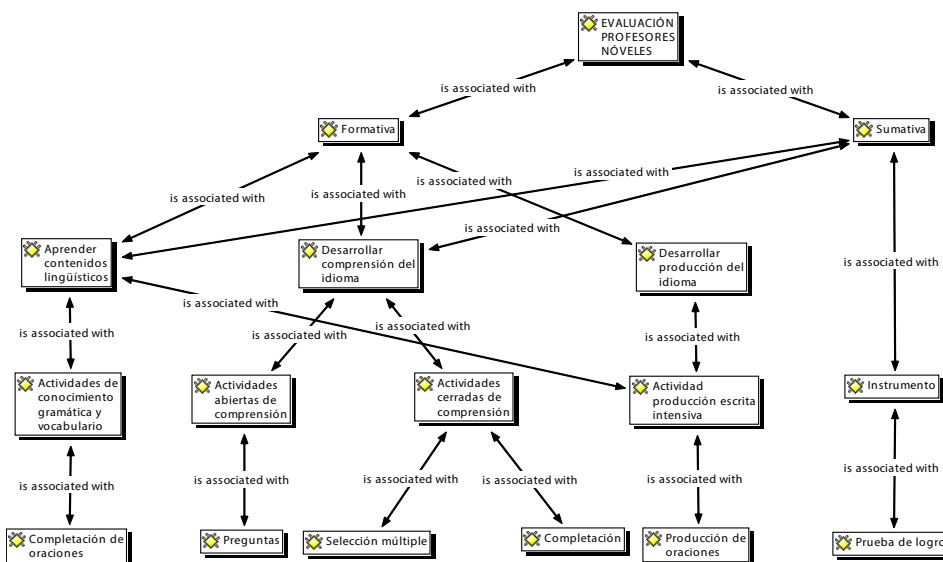 EVALUACIÓN
PROFESORES
NÓVELES
is associated with
is associated with
Formativa
Sumativa
is associated with
is associated with
is associated with
is associated with
is associated with
Aprender
contenidos
lingüísticos
Desarrollar
comprensión del
idioma
Desarrollar
producción del
idioma
is associated with
is associated with
is associated with
is associated with
is associated with
is associated with
Actividades de
conocimiento
gramática y
vocabulario
Actividades
abiertas de
comprensión
Actividades
cerradas de
comprensión
Actividad
producción escrita
intensiva
Instrumento
is associated with
is associated with
is associated with
is associated with
is associated with
is associated with
Completación de
oraciones
Preguntas
Selección múltiple
Completación
Producción de
oraciones
Prueba de logro